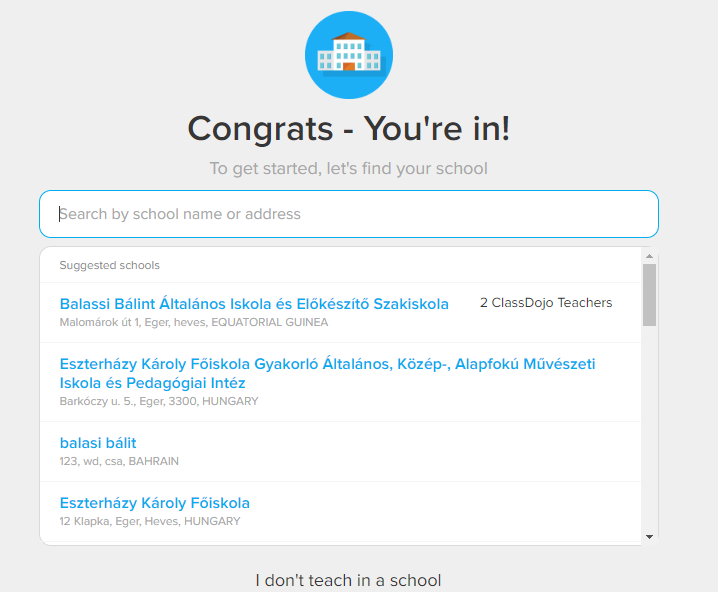 Congrats - You're in!
To get started, let's find your school
Search by school name or address
Suggested schools
Balassi Bálint Általános Iskola és Előkészítő Szakiskola
2 ClassDojo Teachers
Malomárok út 1, Eger, heves, EQUATORIAL GUINEA
Eszterházy Károly Főiskola Gyakorló Általános, Közép-, Alapfokú Művészeti
Iskola és Pedagógiai Intéz
Barkóczy u. 5., Eger, 3300, HUNGARY
balasi bálit
123, wd, csa, BAHRAIN
Eszterházy Károly Főiskola
12 Klapka, Eger, Heves, HUNGARY
I don't teach in a school